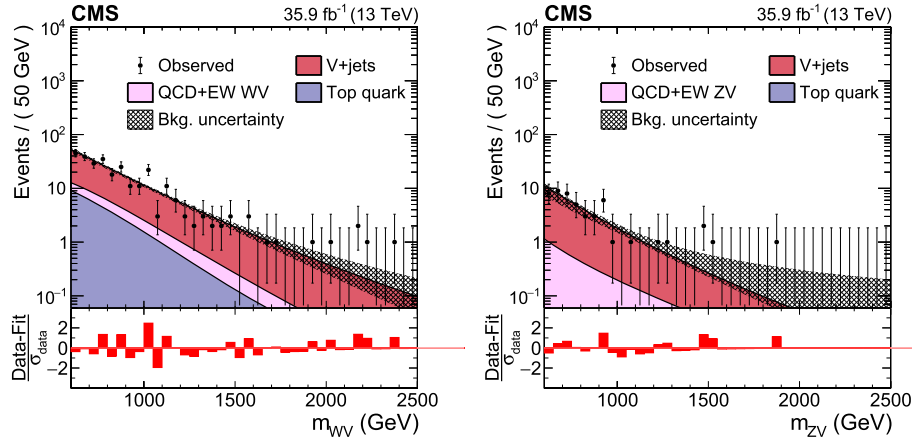 CMS 35.9 fb⁻¹ (13 TeV)
Events / ( 50 GeV )
10⁴
10³
10²
10
1
10⁻¹
Observed V+jets
QCD+EW WV Top quark
Bkg. uncertainty
Data-Fit
σdata
2
0
−2
1000 1500 2000 2500
m_WV (GeV)
CMS 35.9 fb⁻¹ (13 TeV)
Events / ( 50 GeV )
10⁴
10³
10²
10
1
10⁻¹
Observed V+jets
QCD+EW ZV Top quark
Bkg. uncertainty
Data-Fit
σdata
2
0
−2
1000 1500 2000 2500
m_ZV (GeV)